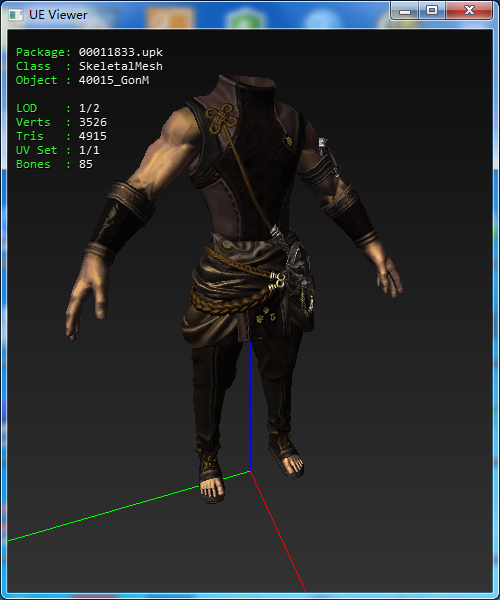 UE Viewer
Package: 00011833.upk
Class : SkeletalMesh
Object : 40015_GonM
LOD : 1/2
Verts : 3526
Tris : 4915
UV Set : 1/1
Bones : 85